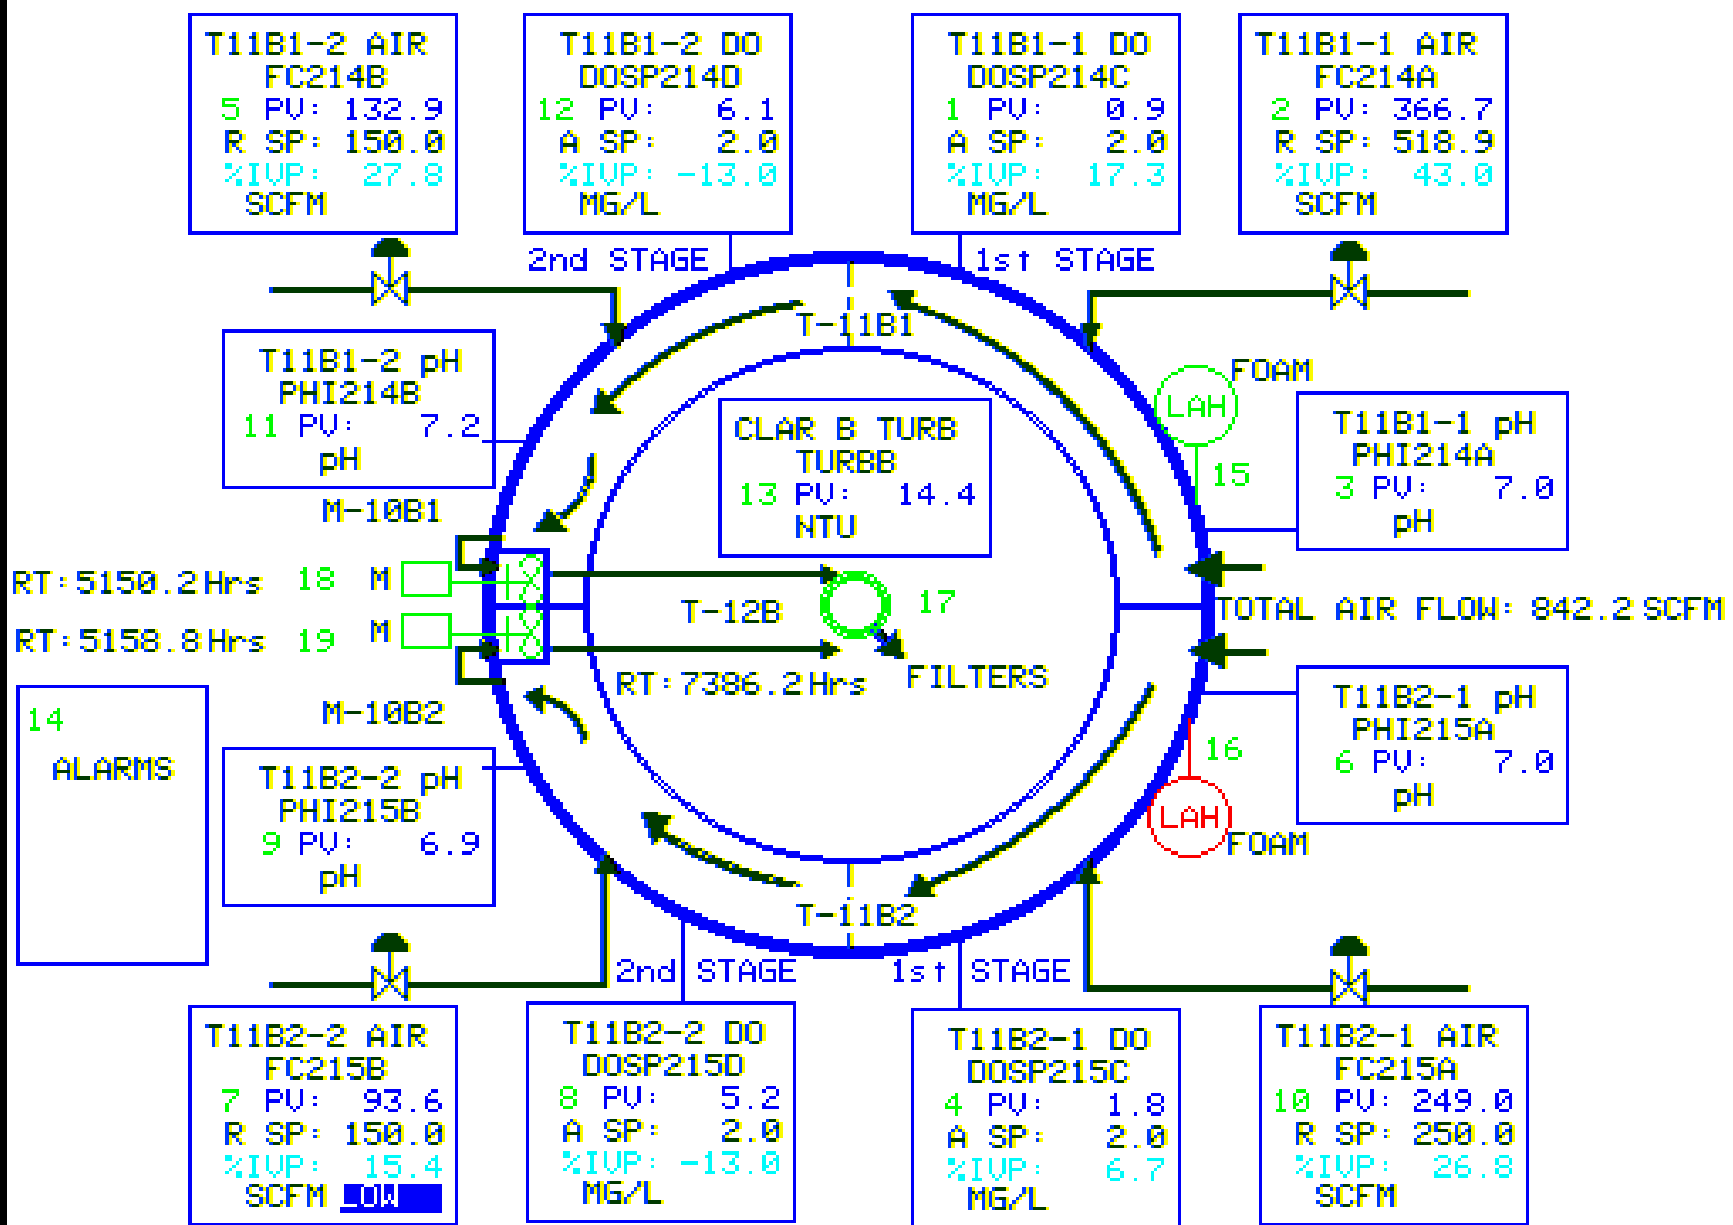 T11B1-2 AIR
FC214B
5 PV: 132.9
R SP: 150.0
%IVP: 27.8
SCFM
T11B1-2 DO
DOSP214D
12 PV: 6.1
A SP: 2.0
%IVP: -13.0
MG/L
T11B1-1 DO
DOSP214C
1 PV: 0.9
A SP: 2.0
%IVP: 17.3
MG/L
T11B1-1 AIR
FC214A
2 PV: 366.7
R SP: 518.9
%IVP: 43.0
SCFM
2nd STAGE
1st STAGE
T-11B1
T11B1-2 pH
PHI214B
11 PV: 7.2
pH
CLAR B TURB
TURBB
13 PV: 14.4
NTU
FOAM
LAH
15
T11B1-1 pH
PHI214A
3 PV: 7.0
pH
M-10B1
RT:5150.2 Hrs 18 M
RT:5158.8 Hrs 19 M
T-12B
17
TOTAL AIR FLOW: 842.2 SCFM
RT:7386.2 Hrs
FILTERS
M-10B2
14
ALARMS
T11B2-2 pH
PHI215B
9 PV: 6.9
pH
T11B2-1 pH
PHI215A
6 PV: 7.0
pH
16
LAH
FOAM
T-11B2
2nd STAGE
1st STAGE
T11B2-2 AIR
FC215B
7 PV: 93.6
R SP: 150.0
%IVP: 15.4
SCFM LOW
T11B2-2 DO
DOSP215D
8 PV: 5.2
A SP: 2.0
%IVP: -13.0
MG/L
T11B2-1 DO
DOSP215C
4 PV: 1.8
A SP: 2.0
%IVP: 6.7
MG/L
T11B2-1 AIR
FC215A
10 PV: 249.0
R SP: 250.0
%IVP: 26.8
SCFM